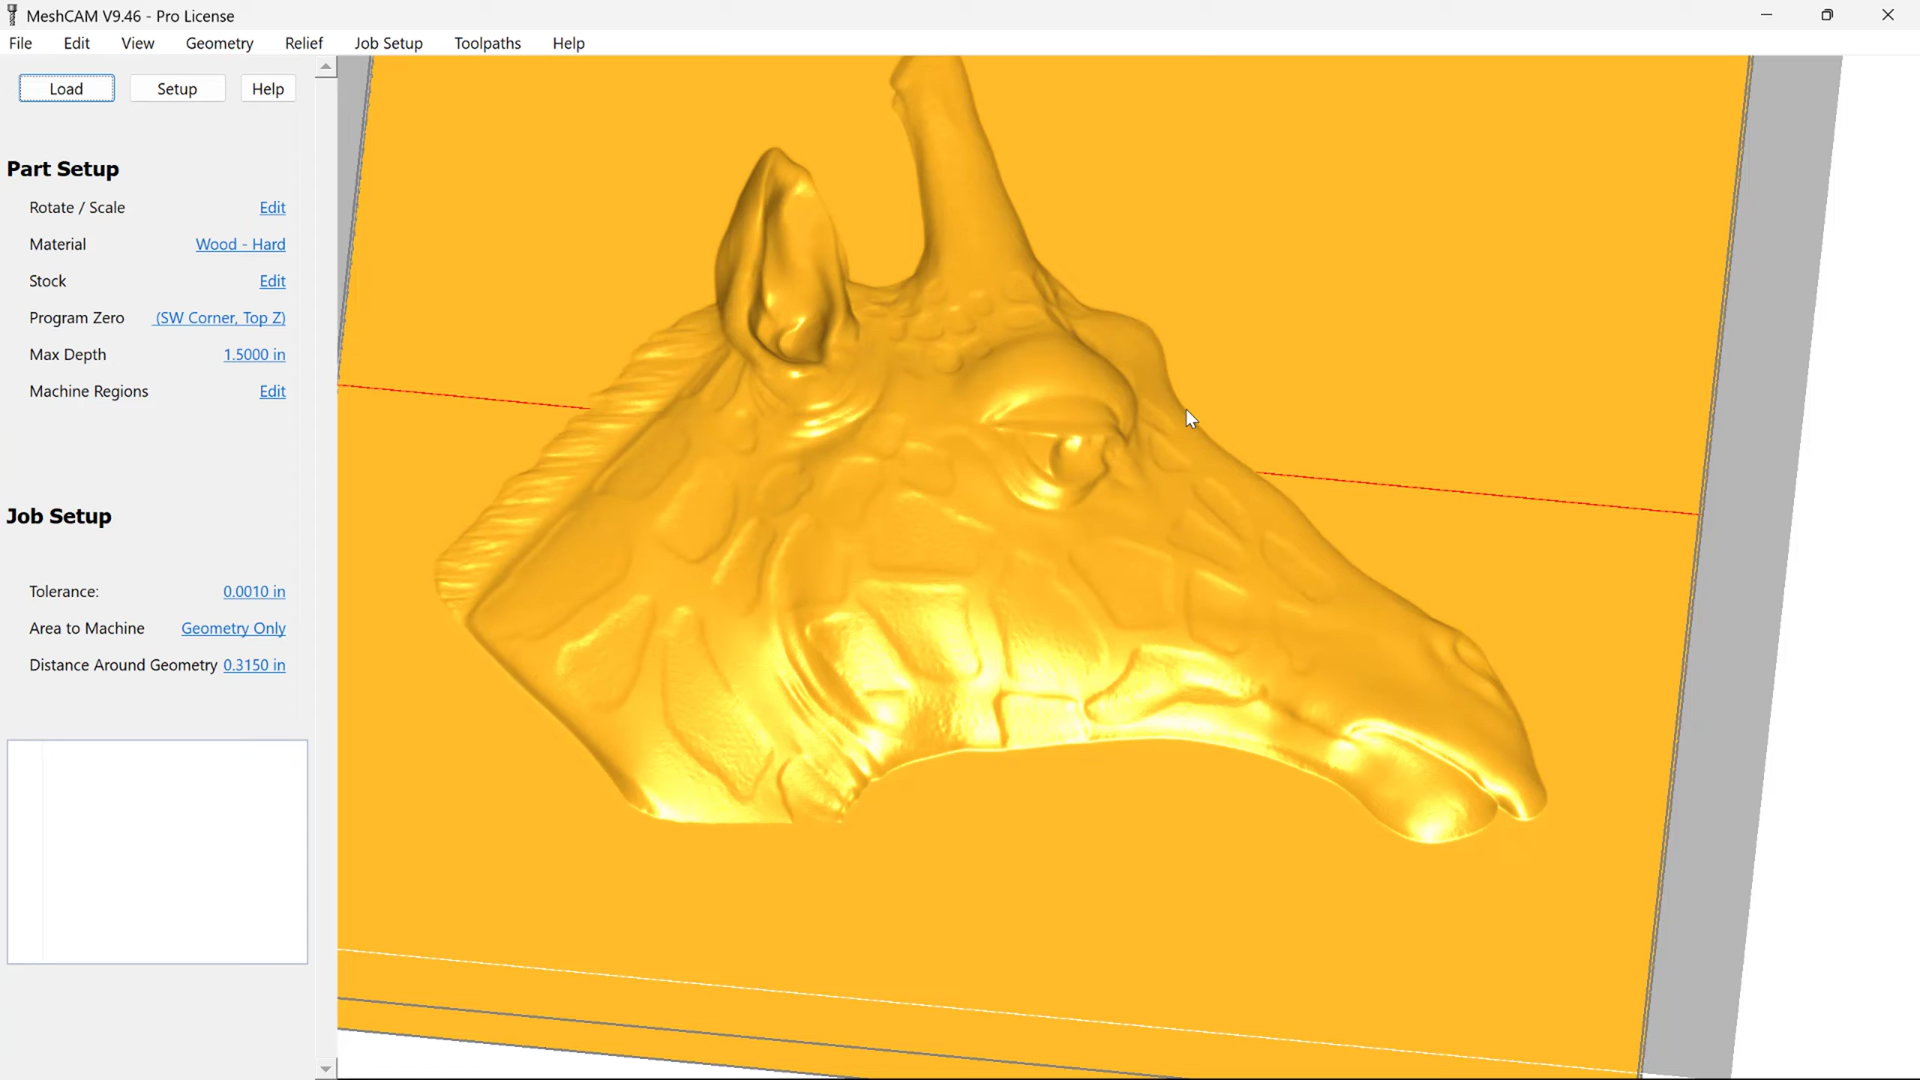 MeshCAM V9.46 - Pro License
File Edit View Geometry Relief Job Setup Toolpaths Help
Load Setup Help
Part Setup
Rotate / Scale Edit
Material Wood - Hard
Stock Edit
Program Zero (SW Corner, Top Z)
Max Depth 1.5000 in
Machine Regions Edit
Job Setup
Tolerance: 0.0010 in
Area to Machine Geometry Only
Distance Around Geometry 0.3150 in